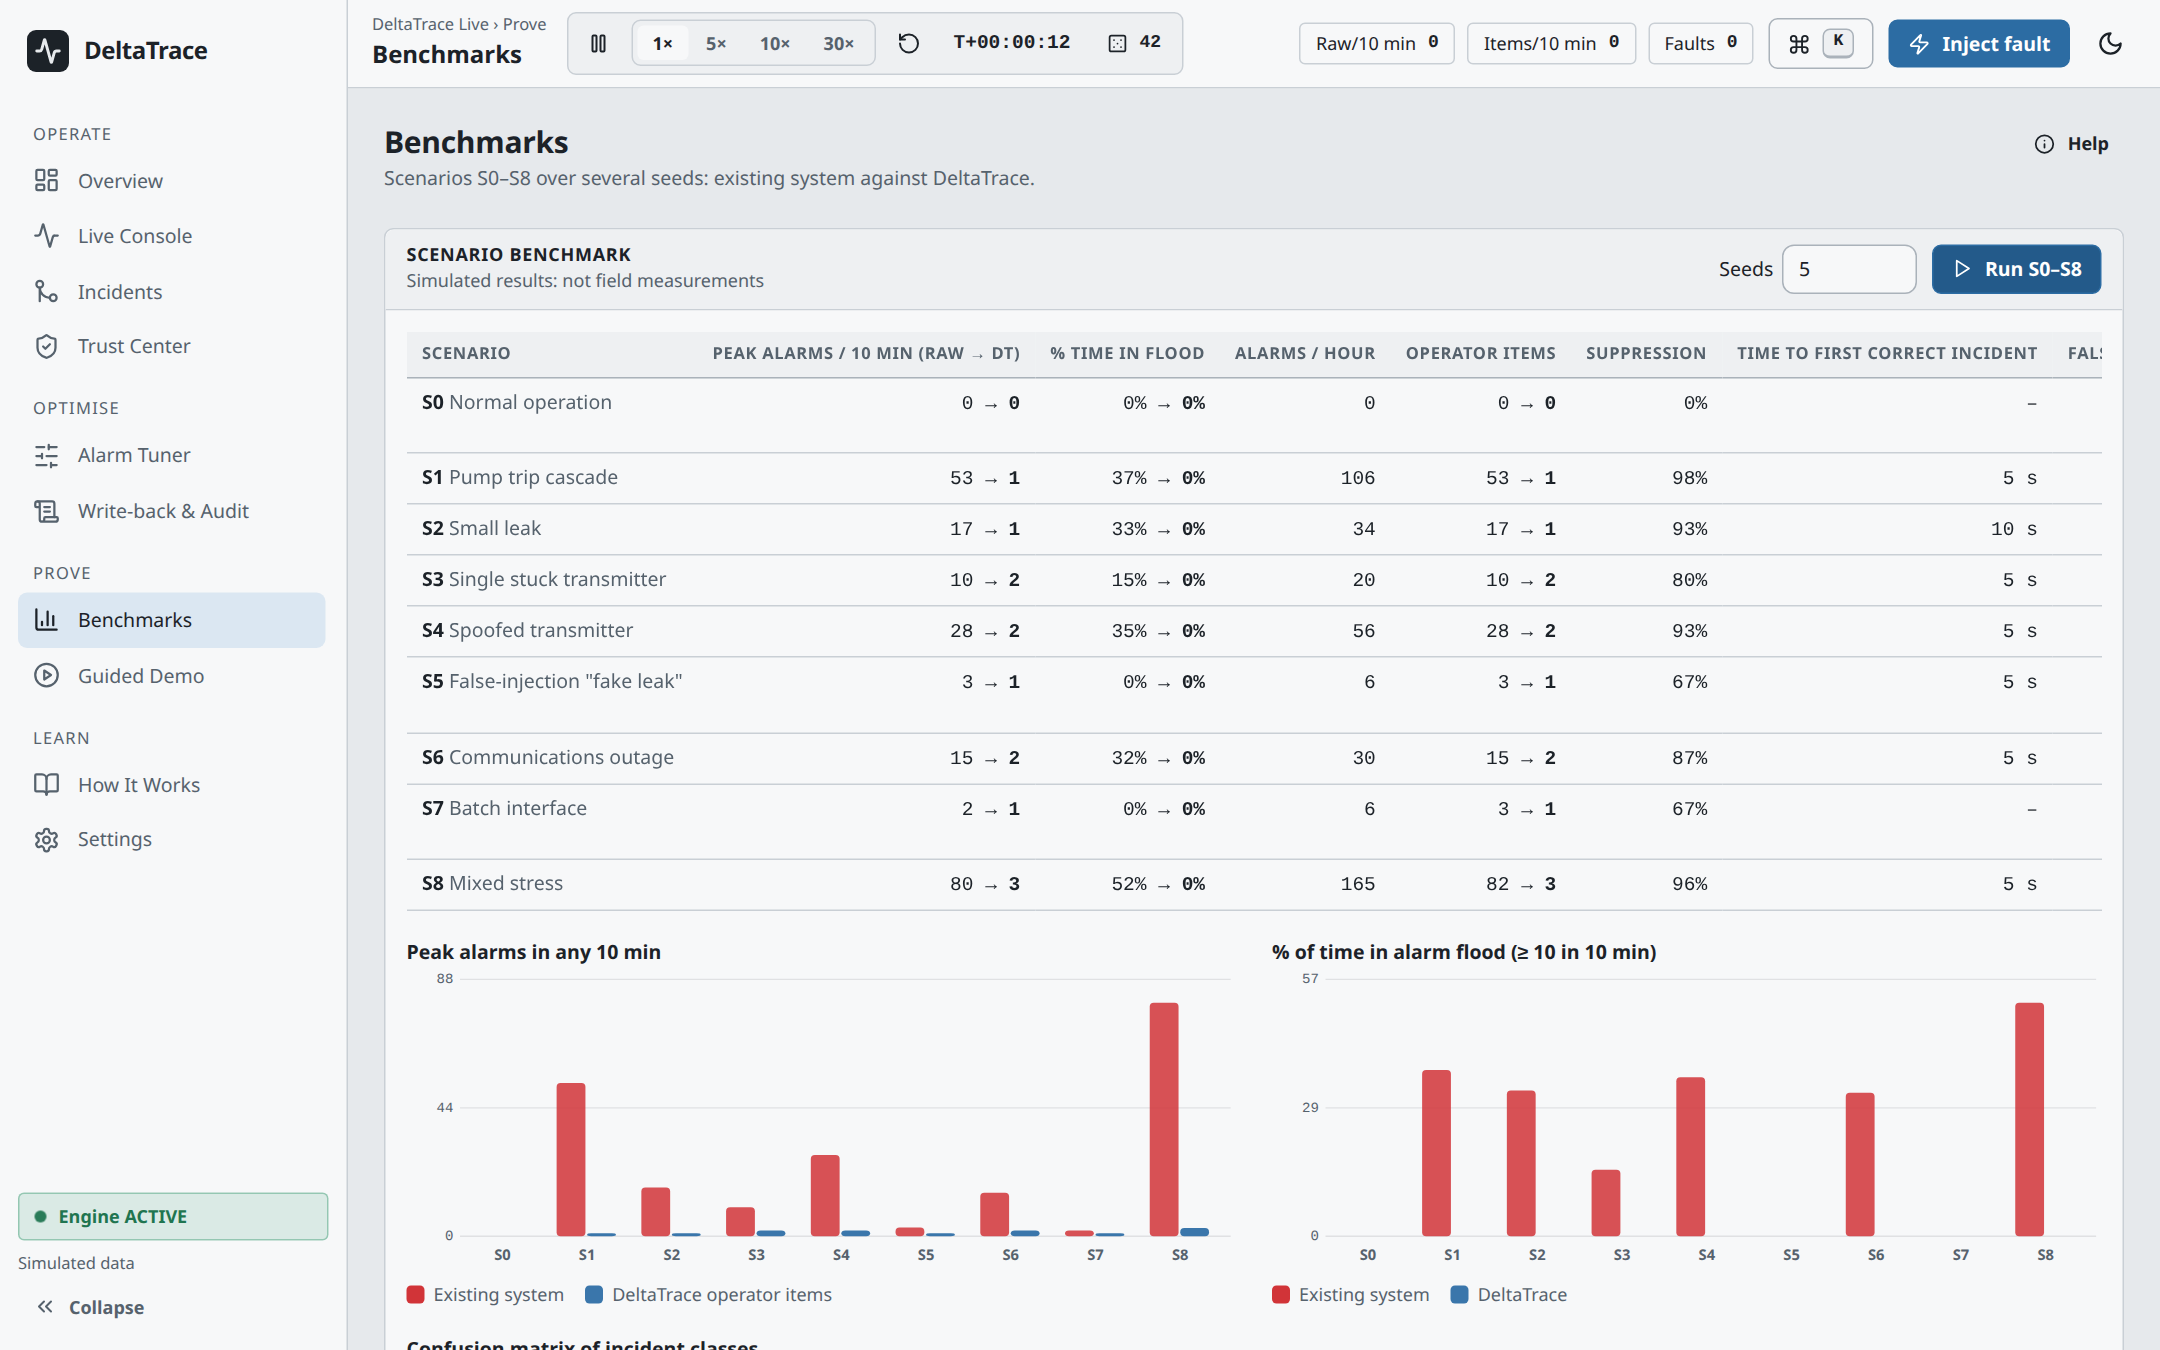 DeltaTrace
OPERATE
Overview
Live Console
Incidents
Trust Center
OPTIMISE
Alarm Tuner
Write-back & Audit
PROVE
Benchmarks
Guided Demo
LEARN
How It Works
Settings
Engine ACTIVE
Simulated data
Collapse
DeltaTrace Live › Prove
Benchmarks
1× 5× 10× 30× T+00:00:12 42
Raw/10 min 0 Items/10 min 0 Faults 0 ⌘ K Inject fault
Benchmarks
Help
Scenarios S0–S8 over several seeds: existing system against DeltaTrace.
SCENARIO BENCHMARK
Simulated results: not field measurements
Seeds 5 Run S0–S8
SCENARIO PEAK ALARMS / 10 MIN (RAW → DT) % TIME IN FLOOD ALARMS / HOUR OPERATOR ITEMS SUPPRESSION TIME TO FIRST CORRECT INCIDENT
S0 Normal operation 0 → 0 0% → 0% 0 0 → 0 0% –
S1 Pump trip cascade 53 → 1 37% → 0% 106 53 → 1 98% 5 s
S2 Small leak 17 → 1 33% → 0% 34 17 → 1 93% 10 s
S3 Single stuck transmitter 10 → 2 15% → 0% 20 10 → 2 80% 5 s
S4 Spoofed transmitter 28 → 2 35% → 0% 56 28 → 2 93% 5 s
S5 False-injection "fake leak" 3 → 1 0% → 0% 6 3 → 1 67% 5 s
S6 Communications outage 15 → 2 32% → 0% 30 15 → 2 87% 5 s
S7 Batch interface 2 → 1 0% → 0% 6 3 → 1 67% –
S8 Mixed stress 80 → 3 52% → 0% 165 82 → 3 96% 5 s
Peak alarms in any 10 min
88
44
0
S0 S1 S2 S3 S4 S5 S6 S7 S8
Existing system DeltaTrace operator items
% of time in alarm flood (≥ 10 in 10 min)
57
29
0
S0 S1 S2 S3 S4 S5 S6 S7 S8
Existing system DeltaTrace
Confusion matrix of incident classes